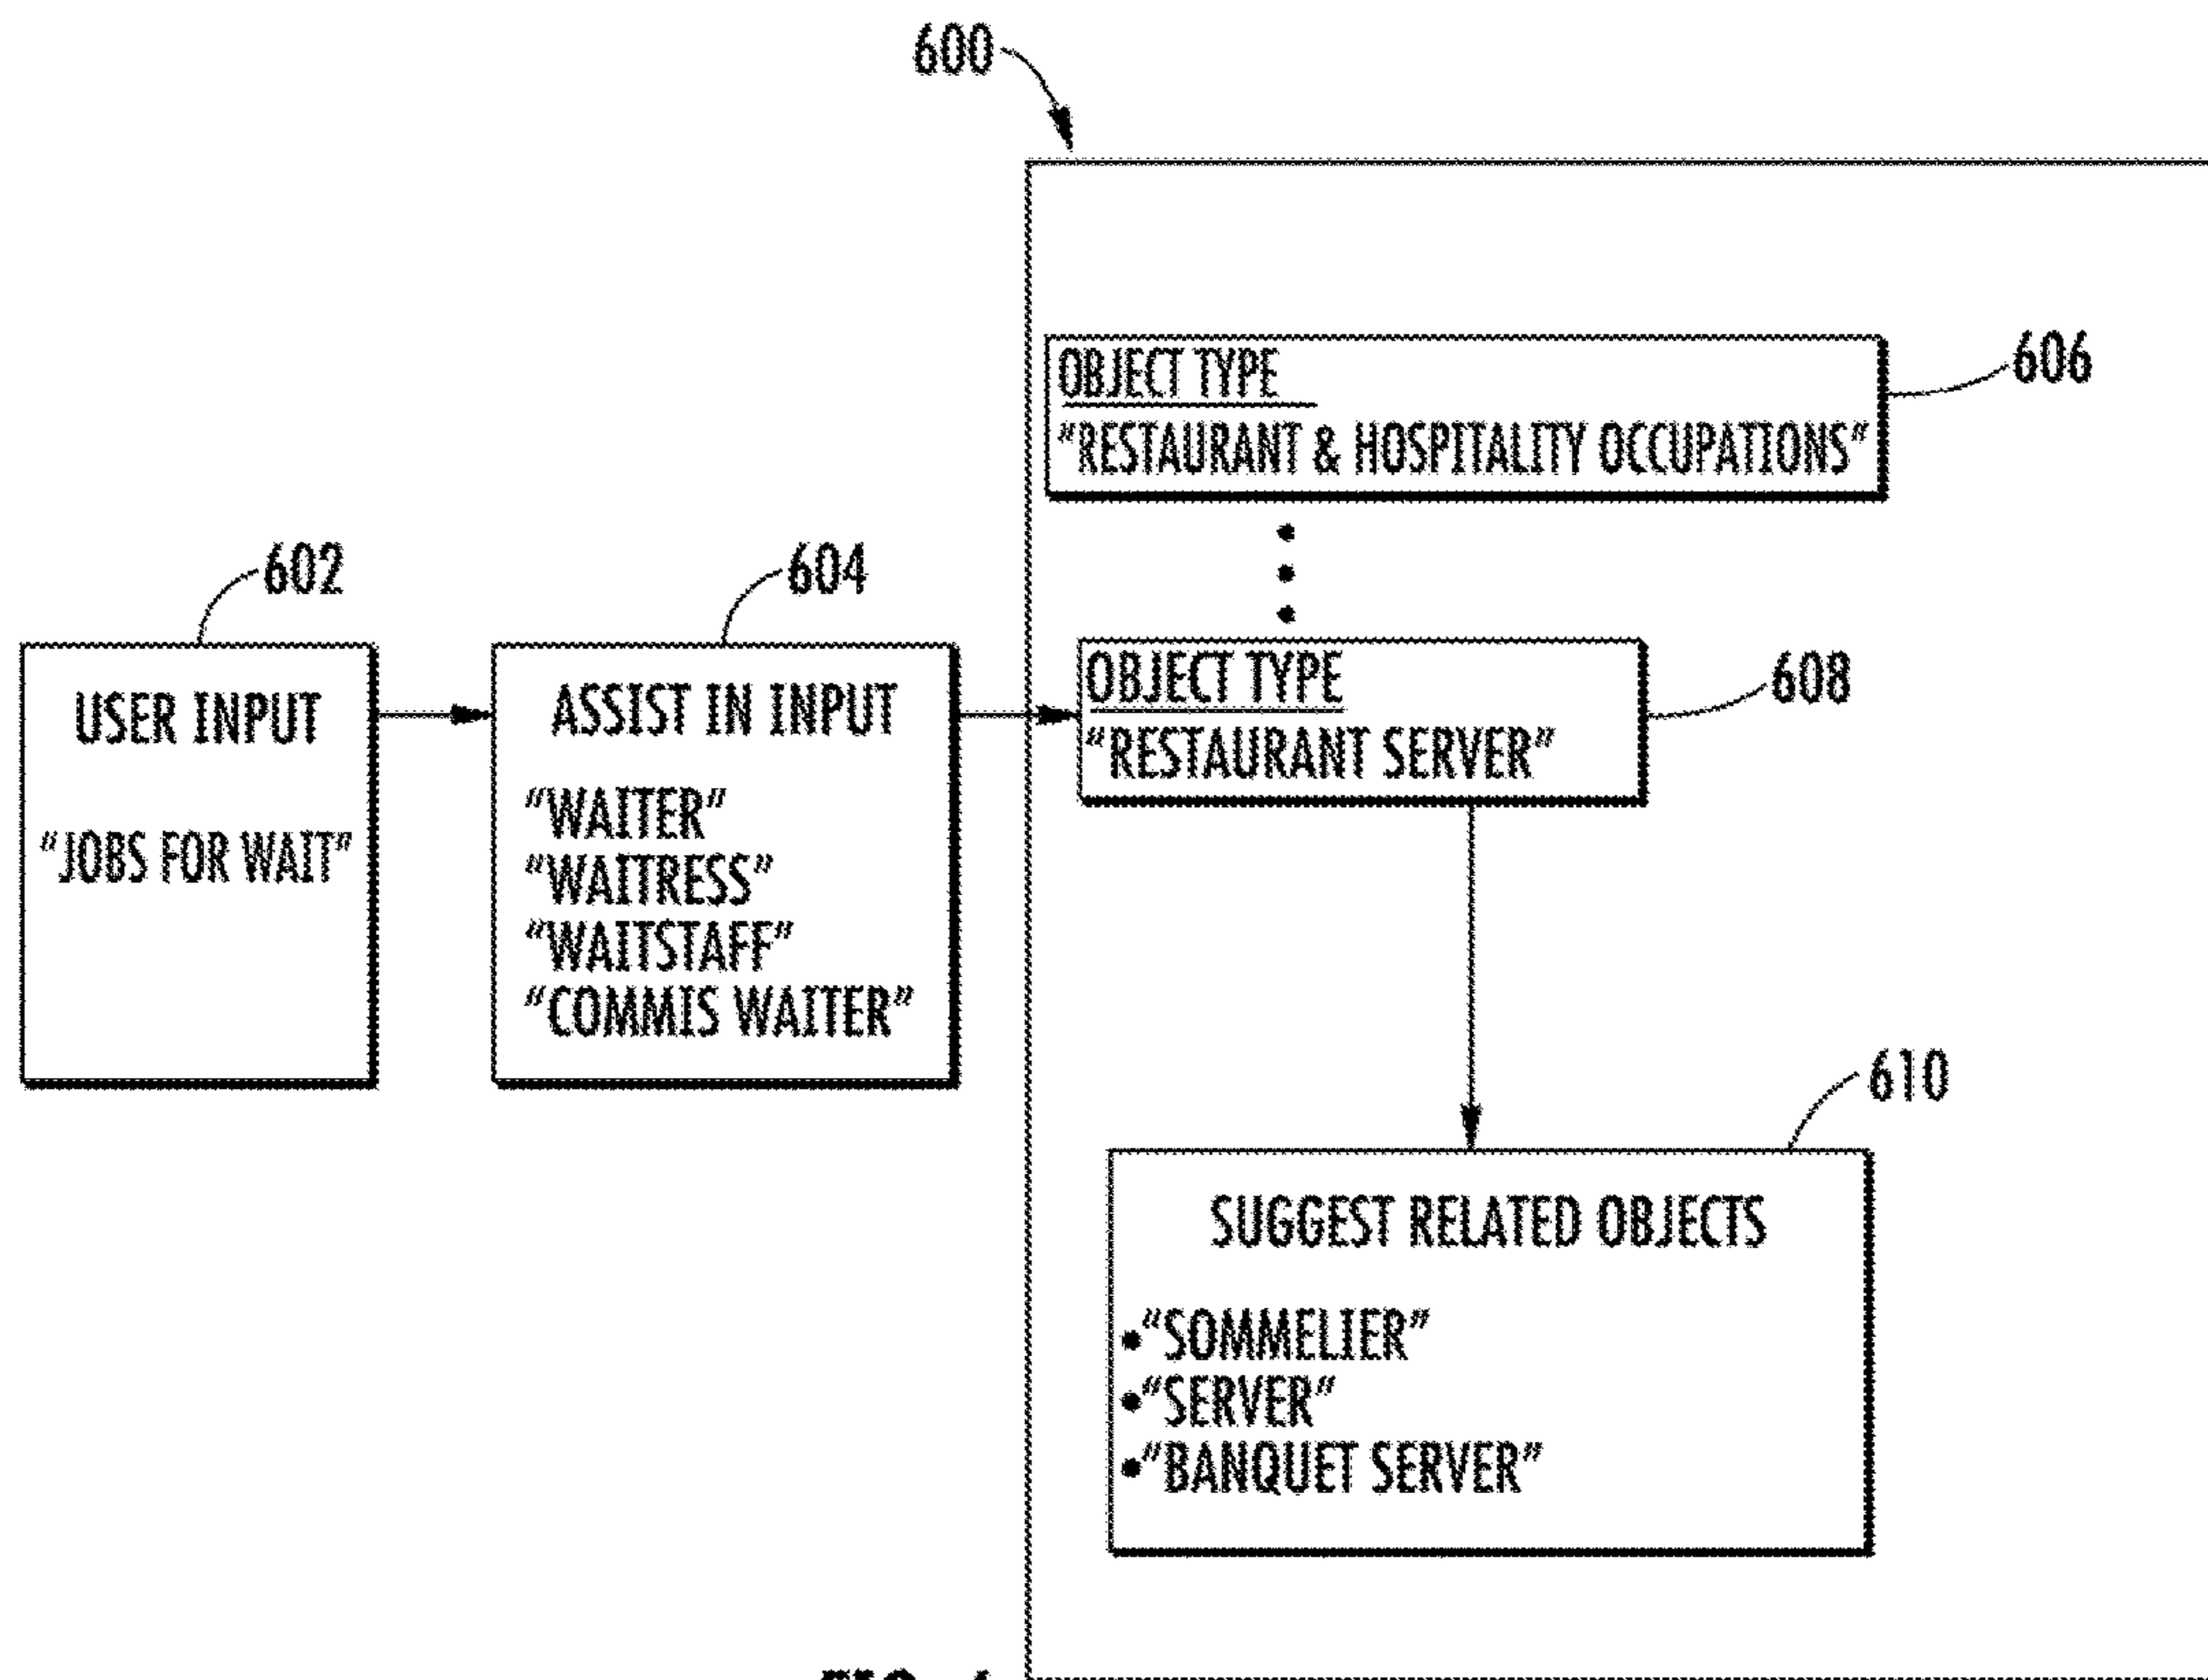 600
OBJECT TYPE
"RESTAURANT & HOSPITALITY OCCUPATIONS"
606
602
USER INPUT
"JOBS FOR WAIT"
604
ASSIST IN INPUT
"WAITER"
"WAITRESS"
"WAITSTAFF"
"COMMIS WAITER"
OBJECT TYPE
"RESTAURANT SERVER"
608
610
SUGGEST RELATED OBJECTS
•"SOMMELIER"
•"SERVER"
•"BANQUET SERVER"